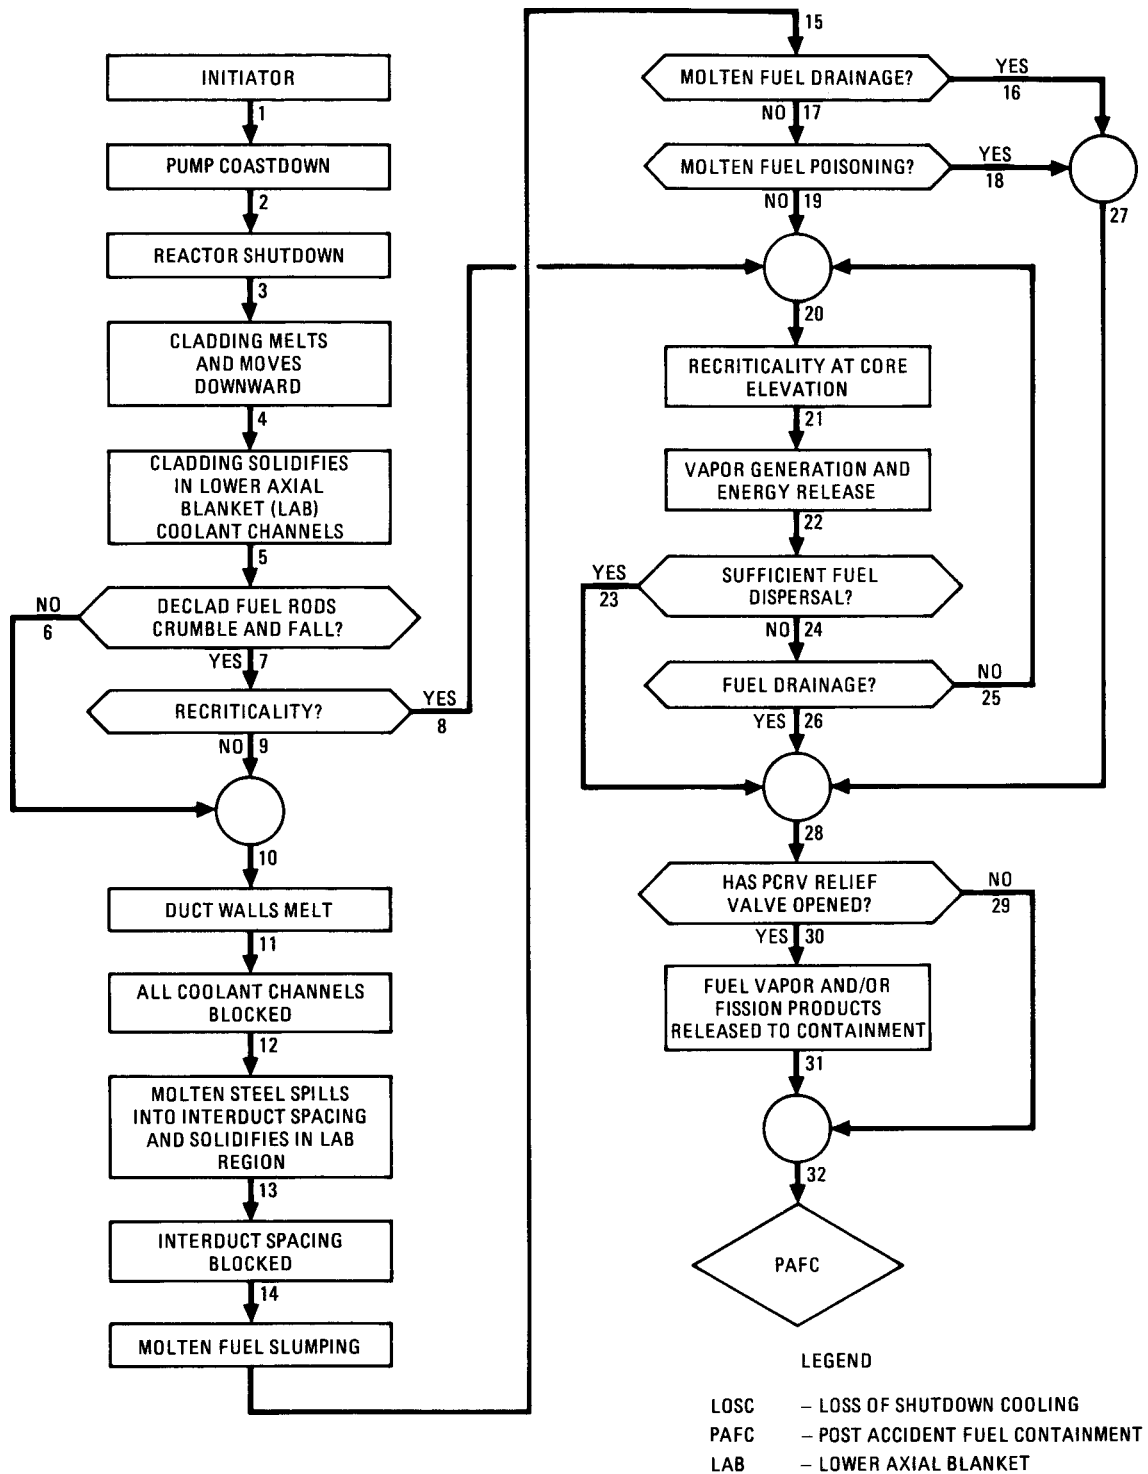 INITIATOR
1
PUMP COASTDOWN
2
REACTOR SHUTDOWN
3
CLADDING MELTS
AND MOVES
DOWNWARD
4
CLADDING SOLIDIFIES
IN LOWER AXIAL
BLANKET (LAB)
COOLANT CHANNELS
5
DECLAD FUEL RODS
CRUMBLE AND FALL?
NO
6
YES 7
RECRITICALITY?
YES
8
NO 9
10
DUCT WALLS MELT
11
ALL COOLANT CHANNELS
BLOCKED
12
MOLTEN STEEL SPILLS
INTO INTERDUCT SPACING
AND SOLIDIFIES IN LAB
REGION
13
INTERDUCT SPACING
BLOCKED
14
MOLTEN FUEL SLUMPING
15
MOLTEN FUEL DRAINAGE?
YES
16
NO 17
MOLTEN FUEL POISONING?
YES
18
NO 19
27
20
RECRITICALITY AT CORE
ELEVATION
21
VAPOR GENERATION AND
ENERGY RELEASE
22
SUFFICIENT FUEL
DISPERSAL?
YES
23
NO 24
FUEL DRAINAGE?
NO
25
YES 26
28
HAS PCRV RELIEF
VALVE OPENED?
NO
29
YES 30
FUEL VAPOR AND/OR
FISSION PRODUCTS
RELEASED TO CONTAINMENT
31
32
PAFC
LEGEND
LOSC – LOSS OF SHUTDOWN COOLING
PAFC – POST ACCIDENT FUEL CONTAINMENT
LAB – LOWER AXIAL BLANKET